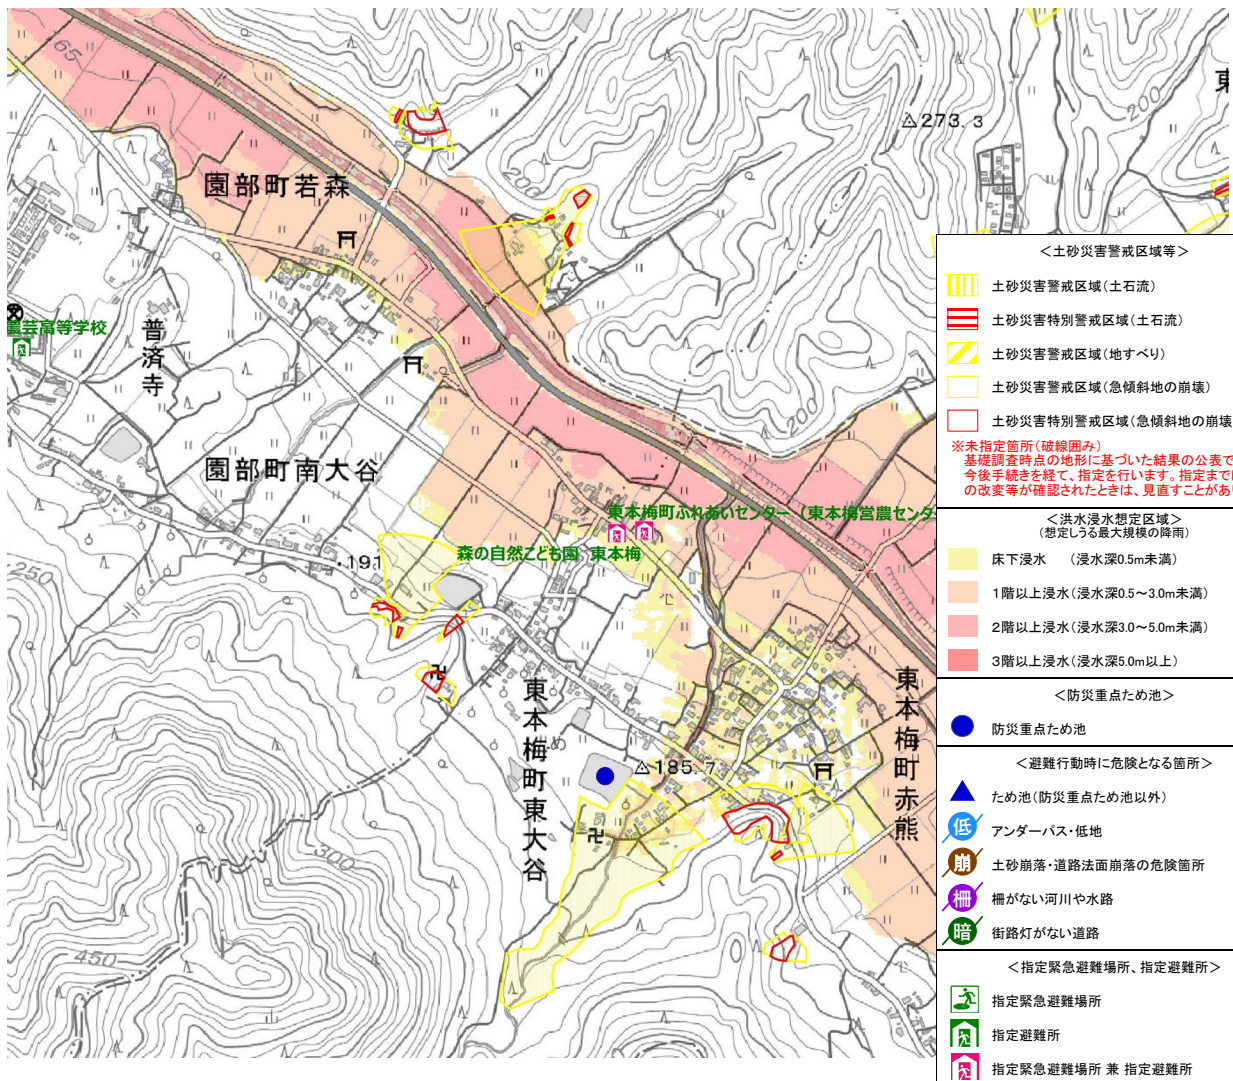 65
273.3
200
東
園部町若森
園芸高等学校
普済寺
200
200
園部町南大谷
東本梅町ふれあいセンター (東本梅営農センタ
森の自然こども園 東本梅
191
250
東本梅町東大谷
東本梅町赤熊
185.7
300
450
<土砂災害警戒区域等>
土砂災害警戒区域(土石流)
土砂災害特別警戒区域(土石流)
土砂災害警戒区域(地すべり)
土砂災害警戒区域(急傾斜地の崩壊)
土砂災害特別警戒区域(急傾斜地の崩壊
※未指定箇所(破線囲み)
基礎調査時点の地形に基づいた結果の公表で
今後手続きを経て、指定を行います。指定まで
の改変等が確認されたときは、見直すことがあ
<洪水浸水想定区域>
(想定しうる最大規模の降雨)
床下浸水 (浸水深0.5m未満)
1階以上浸水(浸水深0.5~3.0m未満)
2階以上浸水(浸水深3.0~5.0m未満)
3階以上浸水(浸水深5.0m以上)
<防災重点ため池>
防災重点ため池
<避難行動時に危険となる箇所>
ため池(防災重点ため池以外)
低 アンダーパス・低地
崩 土砂崩落・道路法面崩落の危険箇所
柵 柵がない河川や水路
暗 街路灯がない道路
<指定緊急避難場所、指定避難所>
指定緊急避難場所
指定避難所
指定緊急避難場所 兼 指定避難所